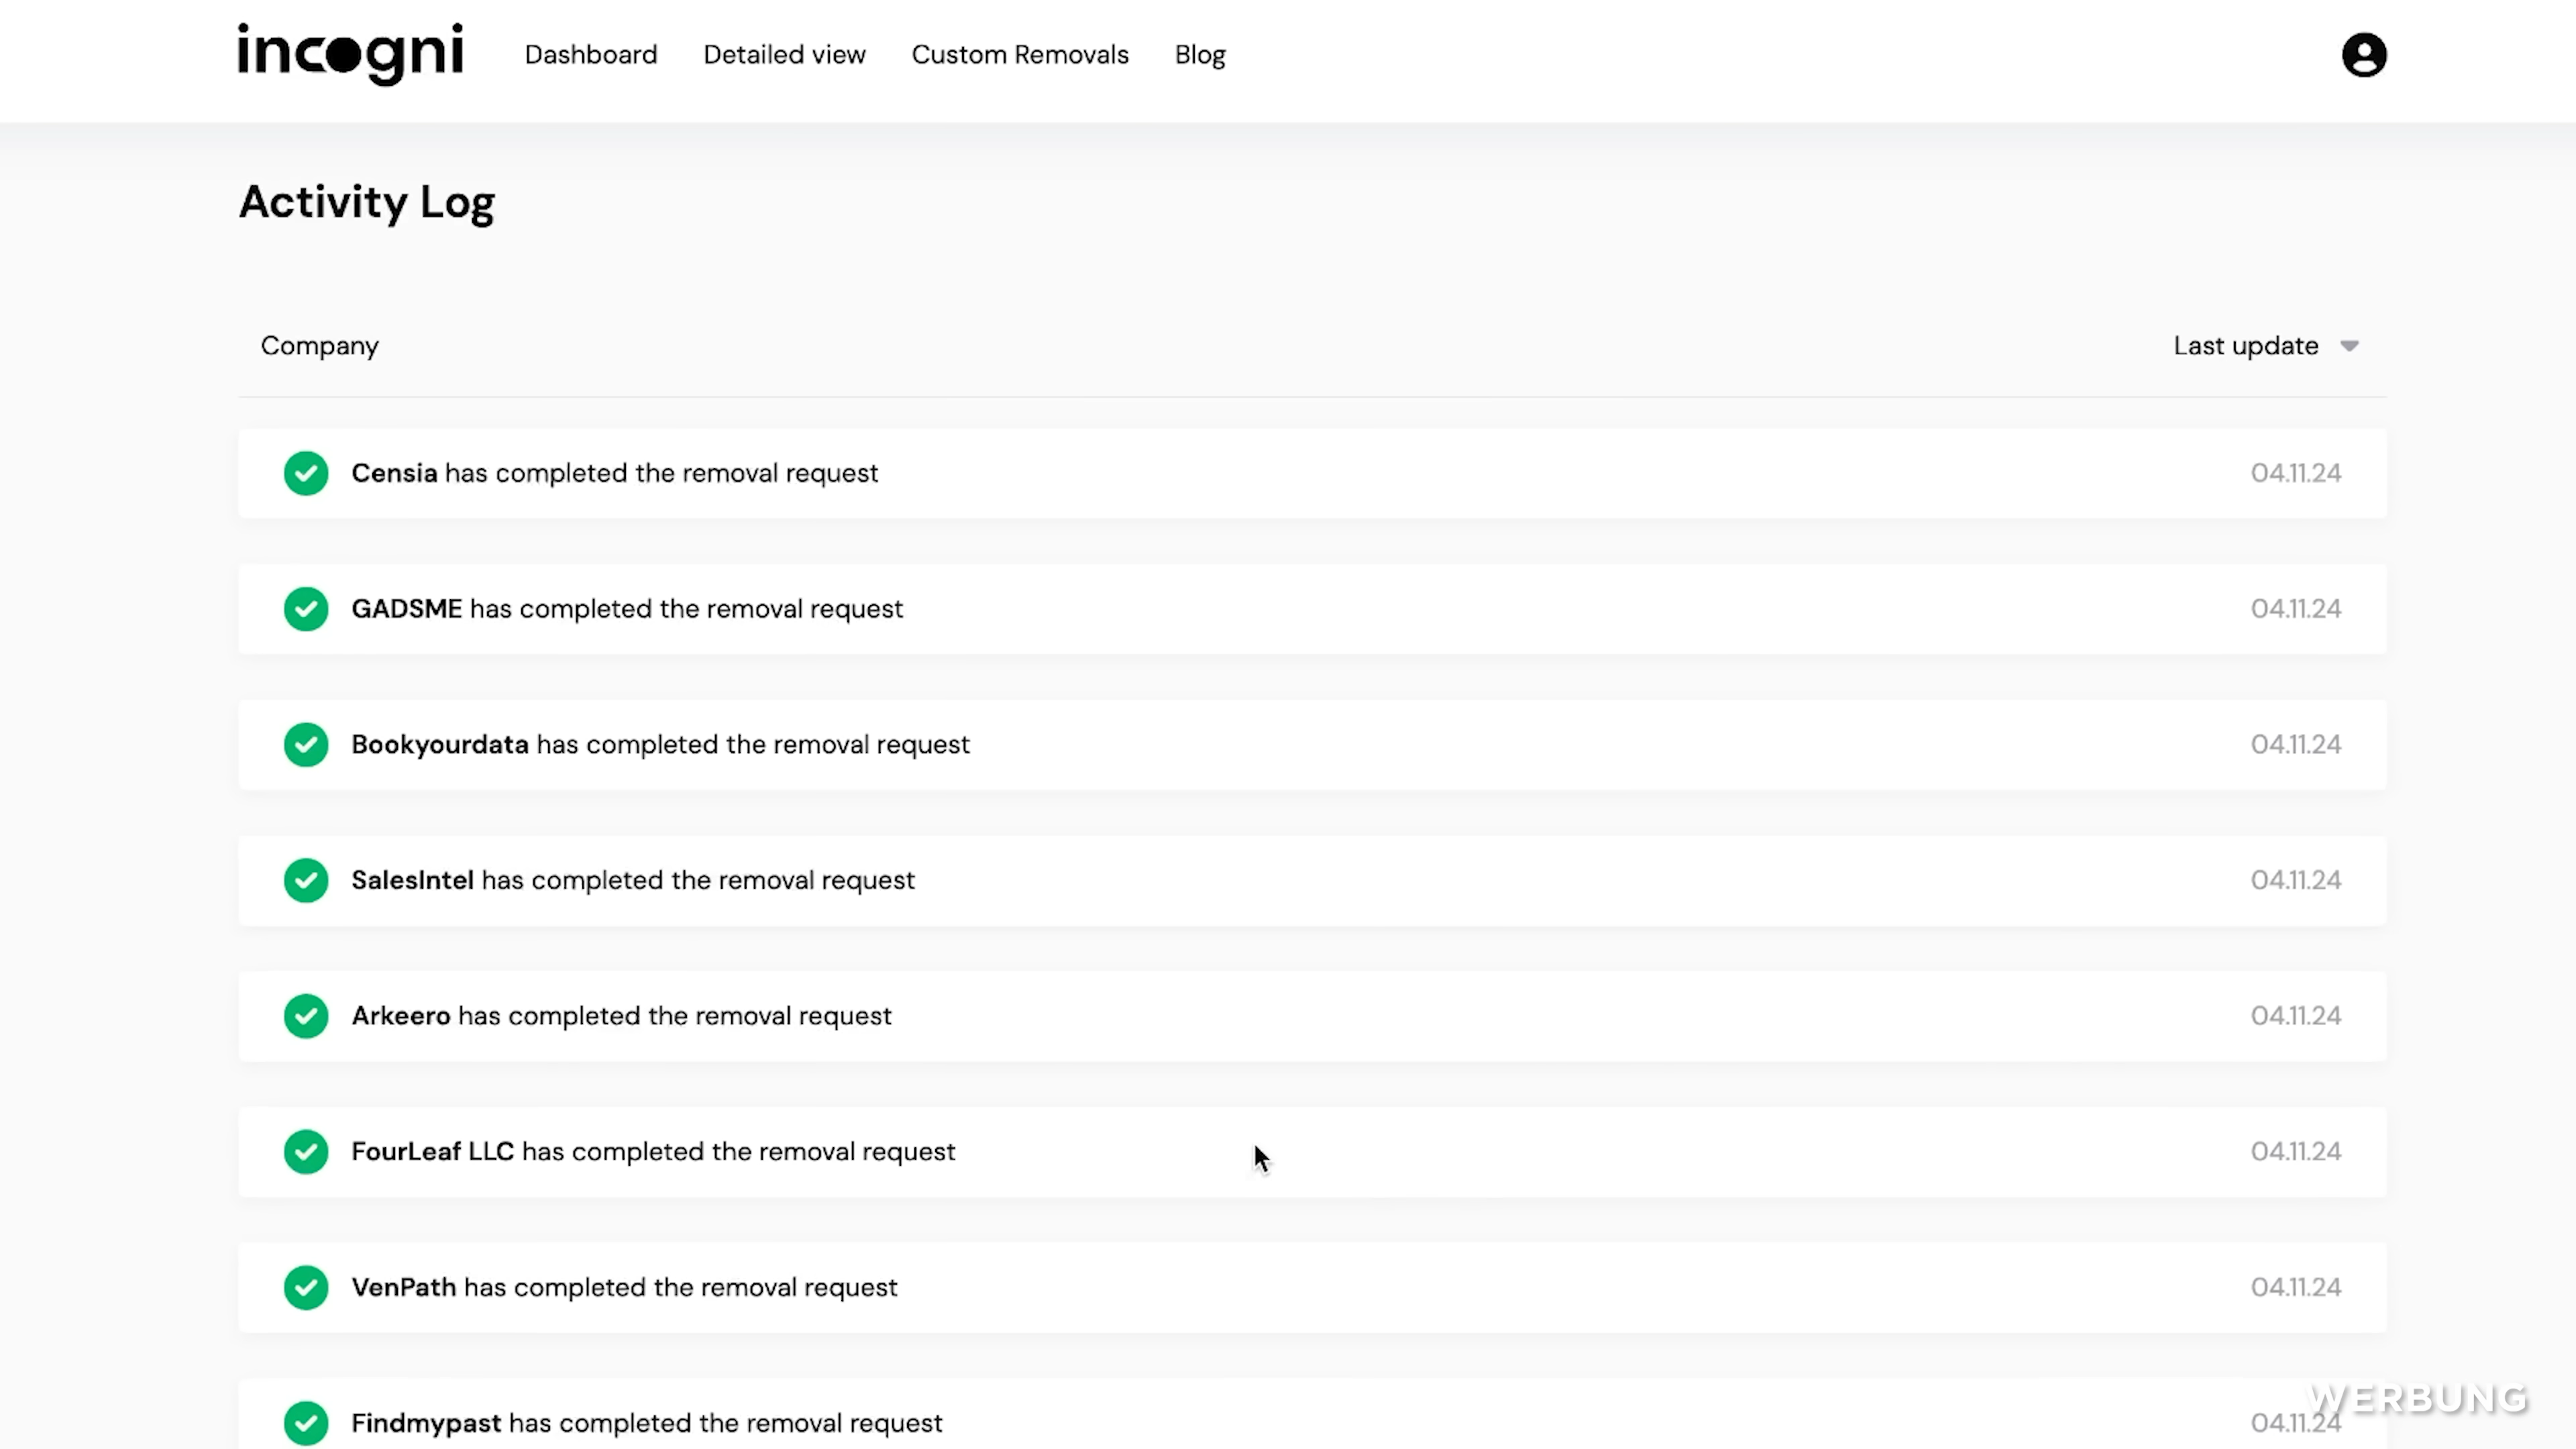 incogni Dashboard Detailed view Custom Removals Blog
Activity Log
Company Last update
Censia has completed the removal request 04.11.24
GADSME has completed the removal request 04.11.24
Bookyourdata has completed the removal request 04.11.24
SalesIntel has completed the removal request 04.11.24
Arkeero has completed the removal request 04.11.24
FourLeaf LLC has completed the removal request 04.11.24
VenPath has completed the removal request 04.11.24
Findmypast has completed the removal request 04.11.24
WERBUNG